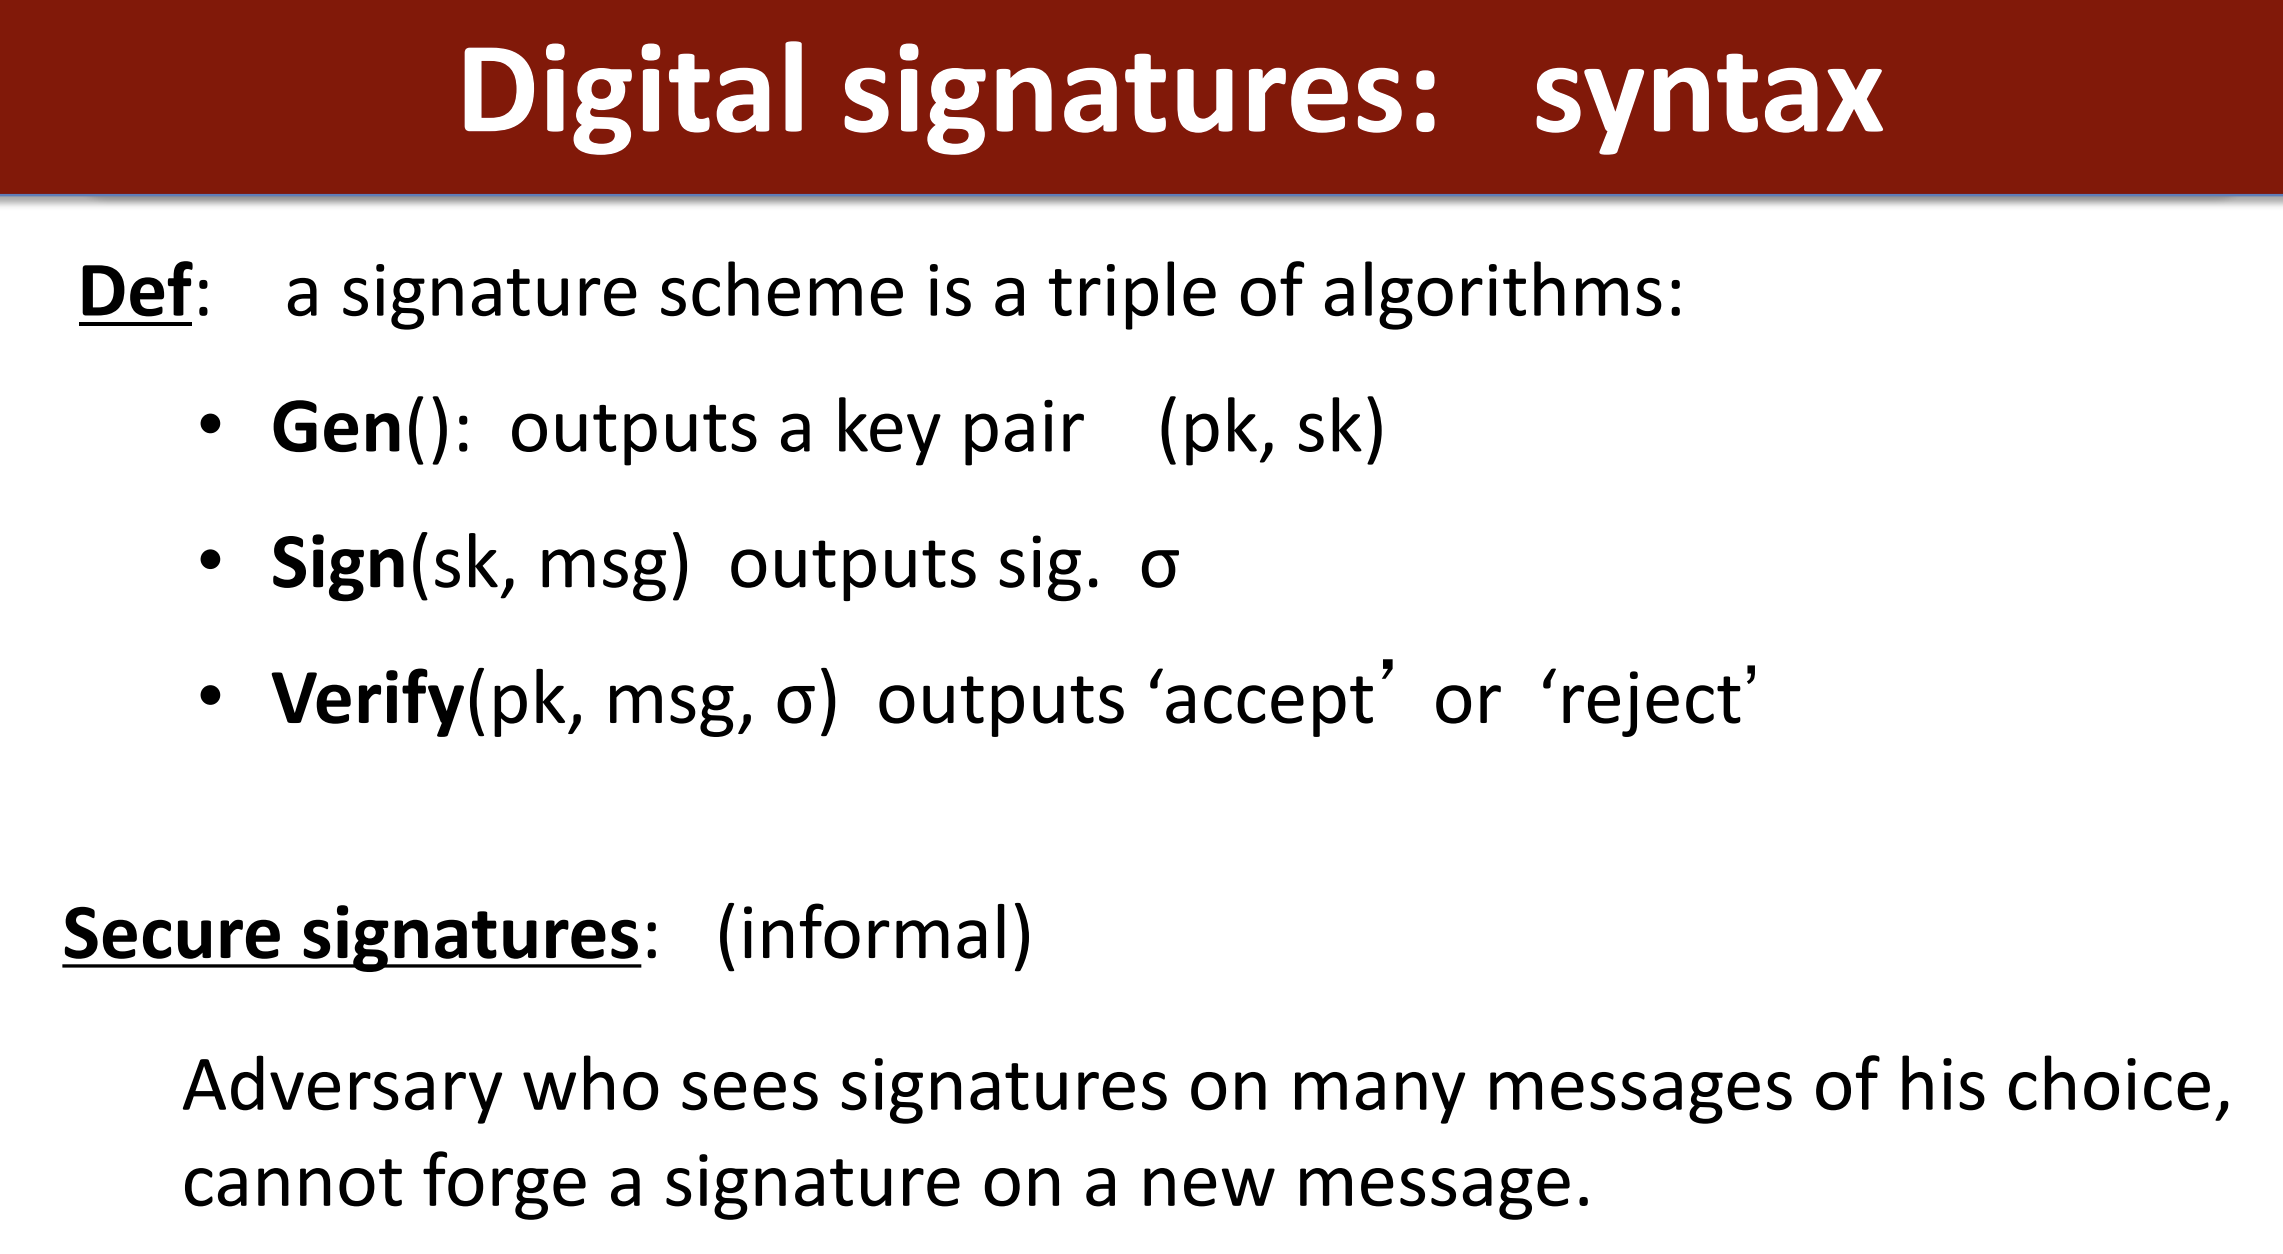 Digital signatures: syntax
Def: a signature scheme is a triple of algorithms:
• Gen(): outputs a key pair (pk, sk)
• Sign(sk, msg) outputs sig. σ
• Verify(pk, msg, σ) outputs ‘accept’ or ‘reject’
Secure signatures: (informal)
Adversary who sees signatures on many messages of his choice,
cannot forge a signature on a new message.